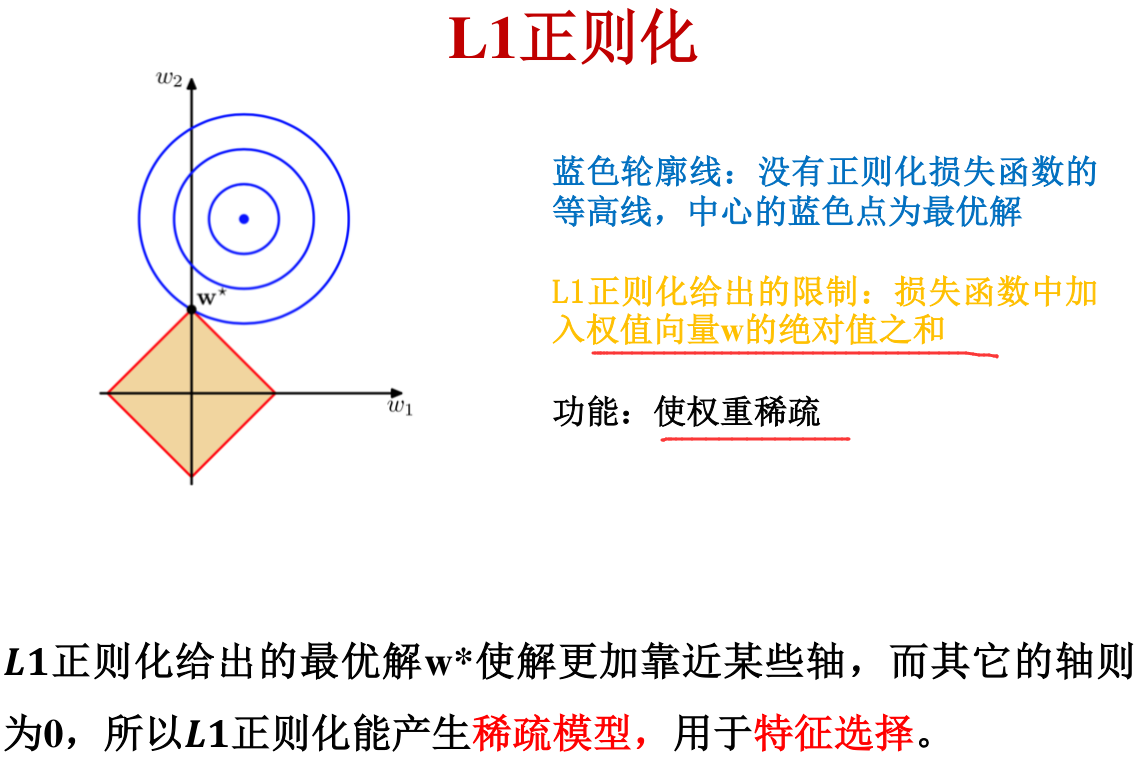 L1正则化
w₂
蓝色轮廓线：没有正则化损失函数的
等高线，中心的蓝色点为最优解
L1正则化给出的限制：损失函数中加
入权值向量w的绝对值之和
w*
w₁
功能：使权重稀疏
L1正则化给出的最优解w*使解更加靠近某些轴，而其它的轴则
为0，所以L1正则化能产生稀疏模型，用于特征选择。